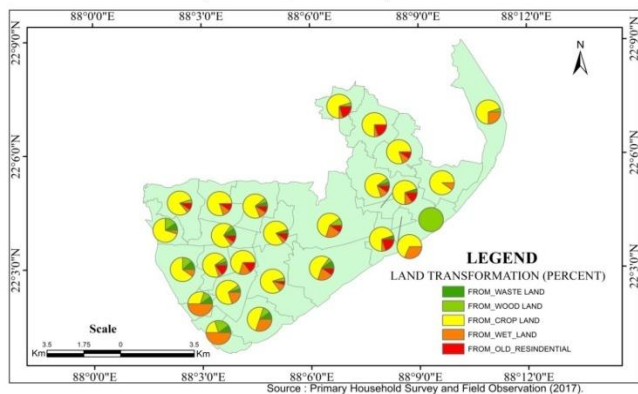 88°0'0"E 88°3'0"E 88°6'0"E 88°9'0"E 88°12'0"E
22°9'0"N 22°9'0"N
N
22°6'0"N 22°6'0"N
22°3'0"N 22°3'0"N
LEGEND
LAND TRANSFORMATION (PERCENT)
FROM_WASTE LAND
FROM_WOOD LAND
FROM_CROP LAND
FROM_WET_LAND
FROM_OLD_RESINDENTIAL
Scale
3.5 1.75 0 3.5
Km Km
88°0'0"E 88°3'0"E 88°6'0"E 88°9'0"E 88°12'0"E
Source : Primary Household Survey and Field Observation (2017).